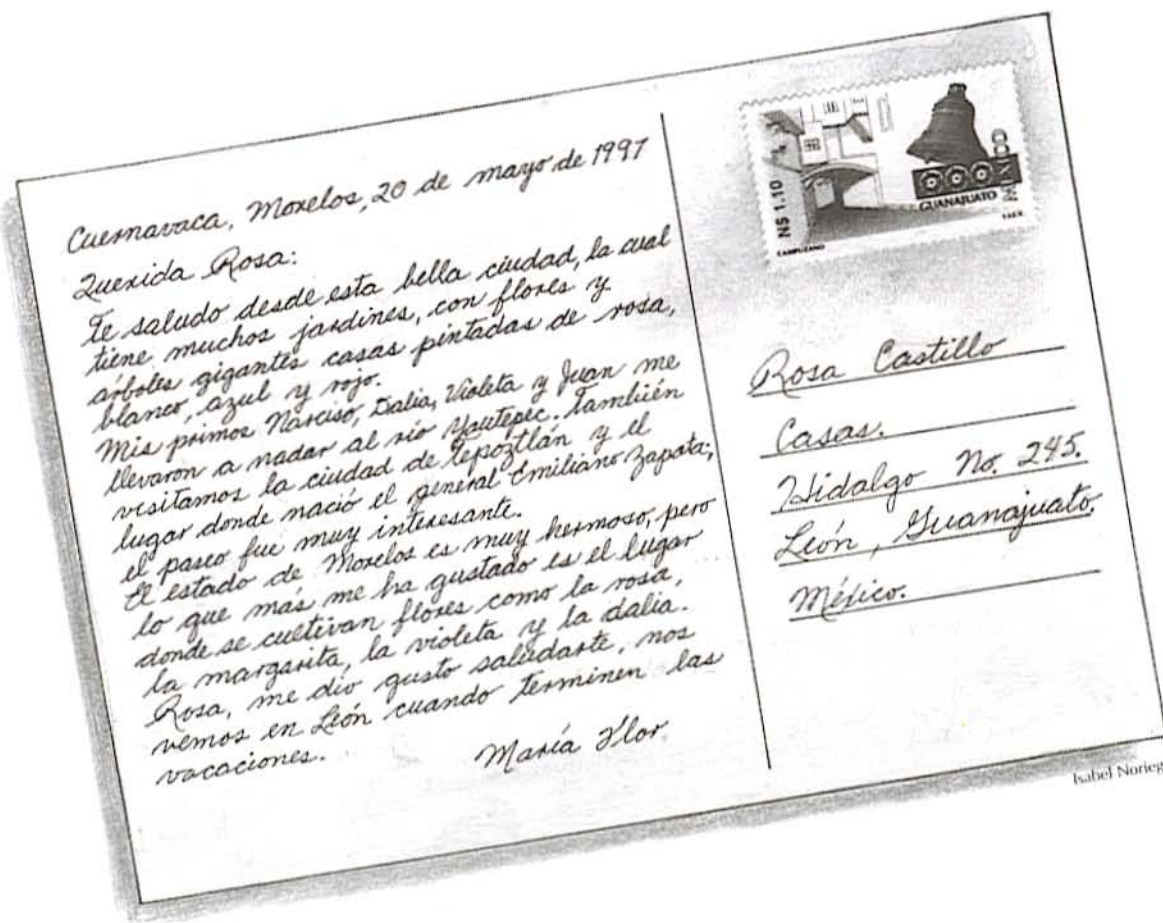 Cuernavaca, Morelos, 20 de mayo de 1997
Querida Rosa:
Te saludo desde esta bella ciudad, la cual
tiene muchos jardines, con flores y
árboles gigantes casas pintadas de rosa,
blanco, azul y rojo.
Mis primos Narciso, Dalia, Violeta y Juan me
llevaron a nadar al río Yautepec. También
visitamos la ciudad de Tepoztlán y el
lugar donde nació el general Emiliano Zapata;
el paseo fue muy interesante.
El estado de Morelos es muy hermoso, pero
lo que más me ha gustado es el lugar
donde se cultivan flores como la rosa,
la margarita, la violeta y la dalia.
Rosa, me dio gusto saludarte, nos
vemos en León cuando terminen las
vacaciones.
María Flor.
N$ 1.10
GUANAJUATO
MEXICO
CAMPUZANO
Rosa Castillo
Casas.
Hidalgo No. 245.
León, Guanajuato.
México.
Isabel Norieg